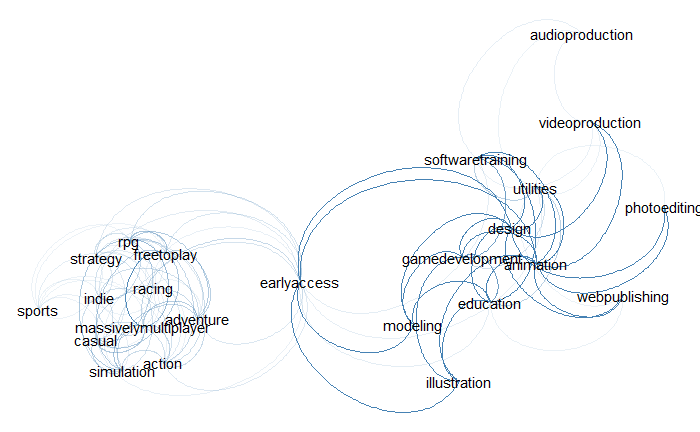 audioproduction
videoproduction
softwaretraining
utilities
photoediting
design
rpg
freetoplay
strategy
gamedevelopment
animation
earlyaccess
racing
indie
webpublishing
education
sports
adventure
massivelymultiplayer
modeling
casual
action
simulation
illustration